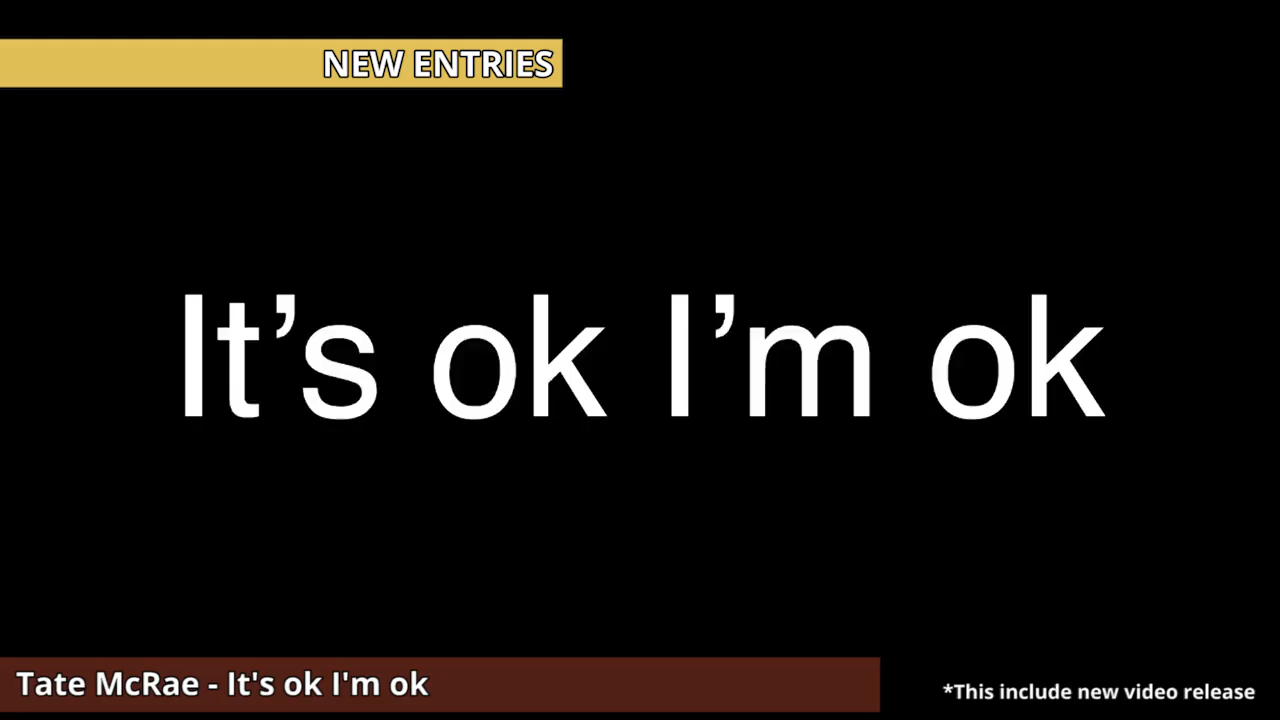 NEW ENTRIES
It’s ok I’m ok
Tate McRae - It's ok I'm ok
*This include new video release